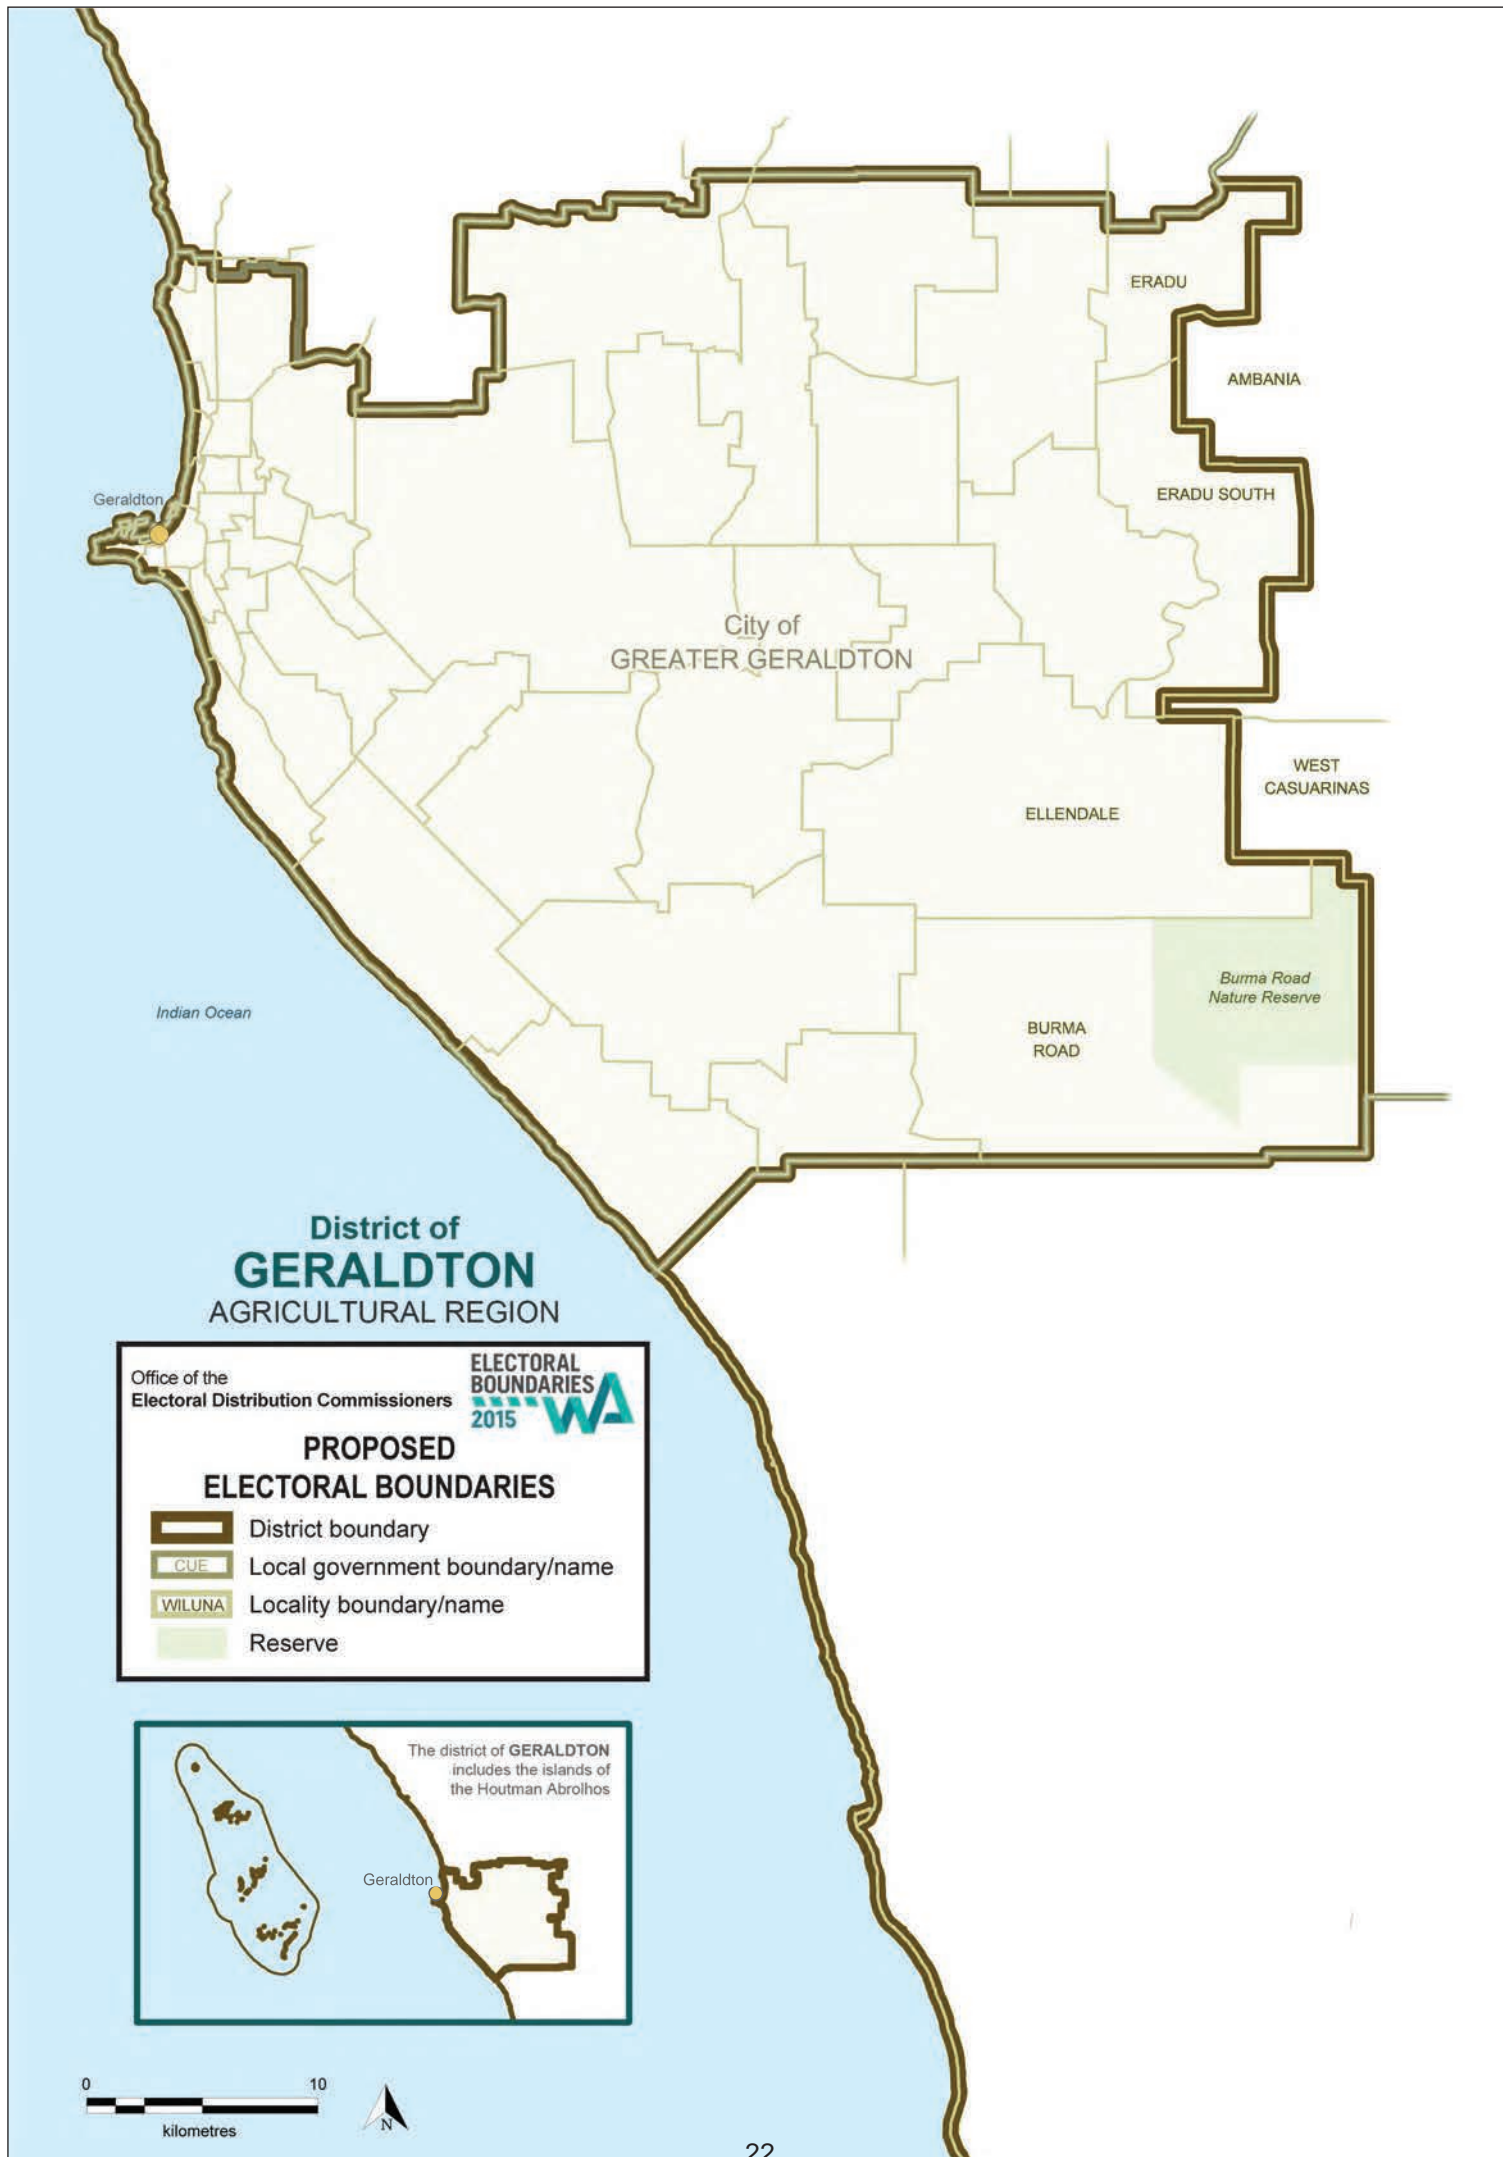 ERADU
AMBANIA
ERADU SOUTH
Geraldton
City of
GREATER GERALDTON
WEST
CASUARINAS
ELLENDALE
Burma Road
Nature Reserve
Indian Ocean
BURMA
ROAD
District of
GERALDTON
AGRICULTURAL REGION
Office of the
Electoral Distribution Commissioners
ELECTORAL
BOUNDARIES
2015
WA
PROPOSED
ELECTORAL BOUNDARIES
District boundary
CUE Local government boundary/name
WILUNA Locality boundary/name
Reserve
The district of GERALDTON
includes the islands of
the Houtman Abrolhos
Geraldton
0 10
kilometres
N
22